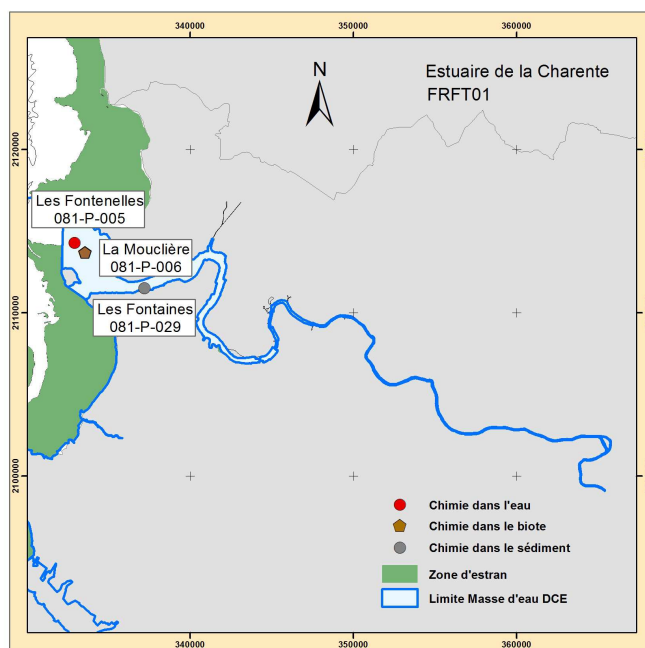 340000 350000 360000
N
Estuaire de la Charente
FRFT01
2120000
2110000
2100000
Les Fontenelles
081-P-005
La Mouclière
081-P-006
Les Fontaines
081-P-029
Chimie dans l'eau
Chimie dans le biote
Chimie dans le sédiment
Zone d'estran
Limite Masse d'eau DCE
340000 350000 360000